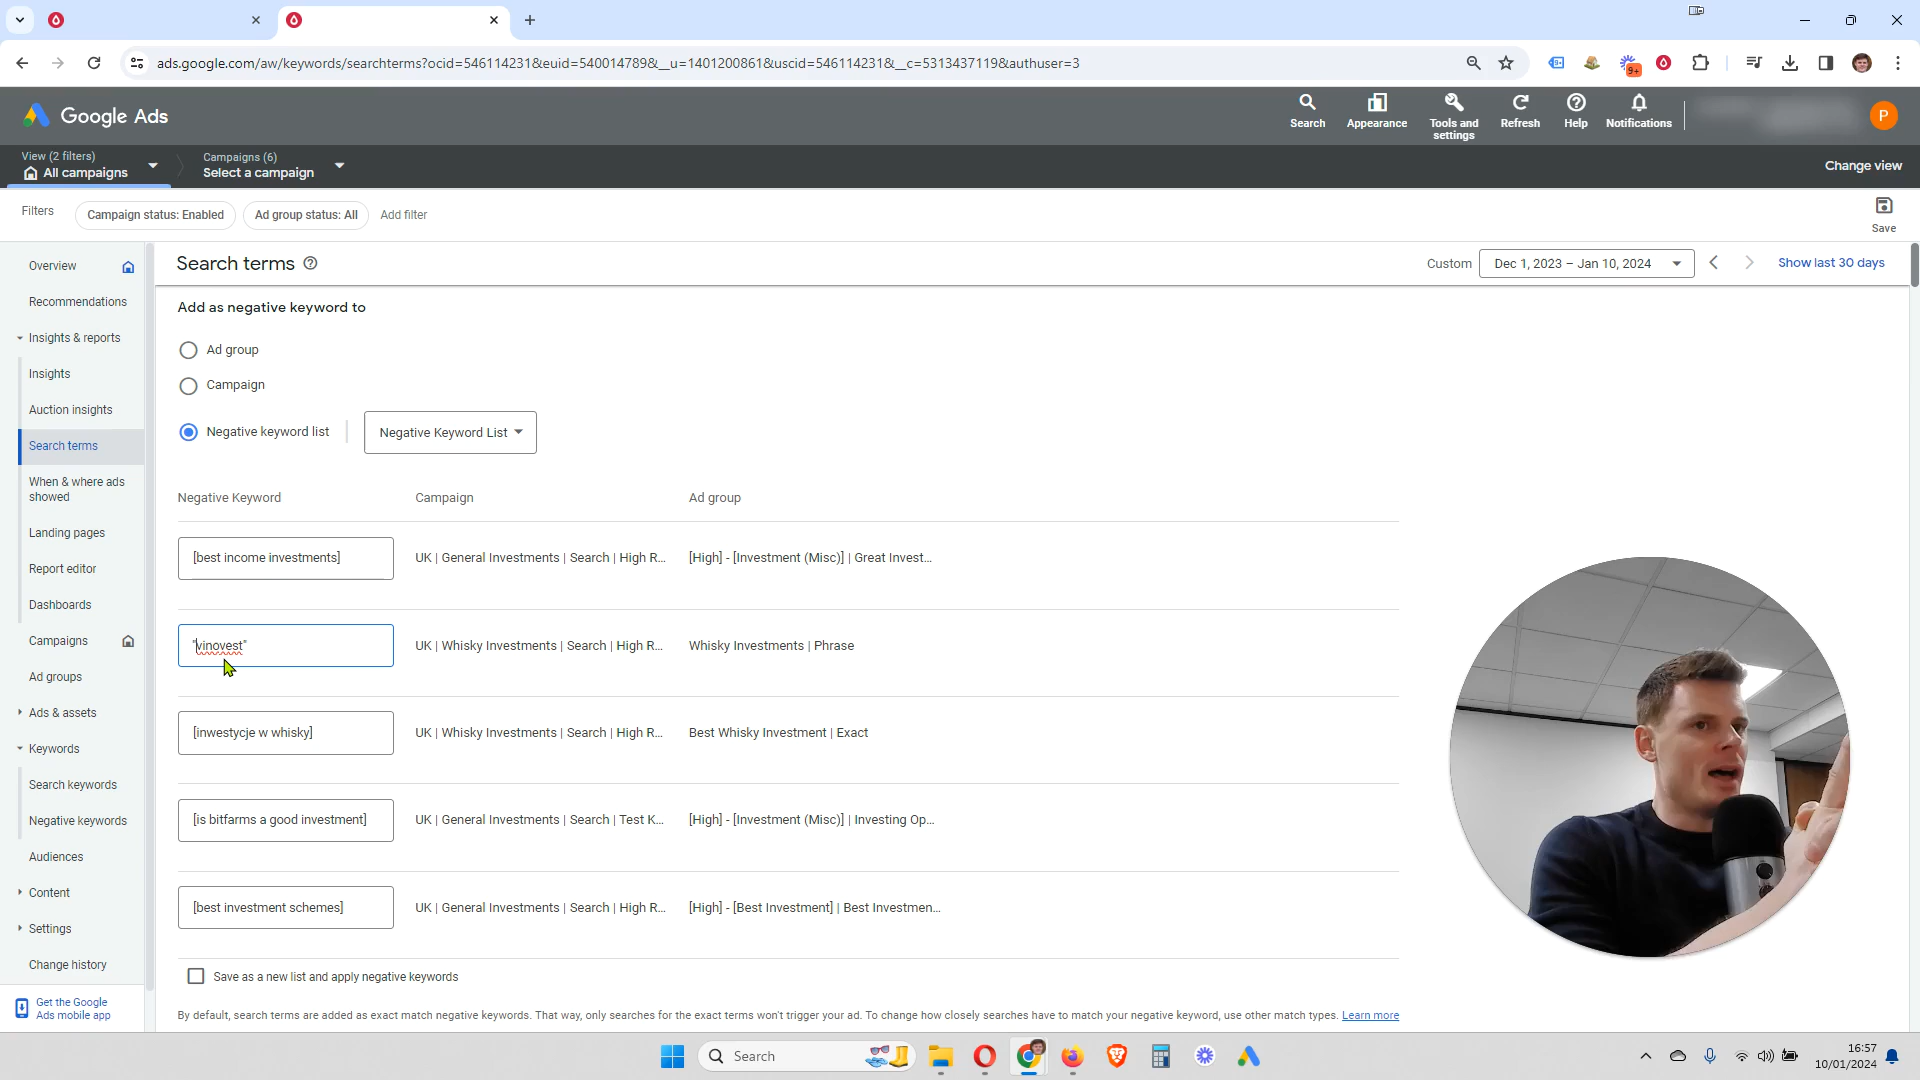 ads.google.com/aw/keywords/searchterms?ocid=546114231&euid=540014789&__u=1401200861&uscid=546114231&__c=5313437119&authuser=3
9+
Google Ads
Search
Appearance
Tools and settings
Refresh
Help
Notifications
P
View (2 filters)
All campaigns
Campaigns (6)
Select a campaign
Change view
Filters
Campaign status: Enabled
Ad group status: All
Add filter
Save
Overview
Recommendations
Insights & reports
Insights
Auction insights
Search terms
When & where ads showed
Landing pages
Report editor
Dashboards
Campaigns
Ad groups
Ads & assets
Keywords
Search keywords
Negative keywords
Audiences
Content
Settings
Change history
Get the Google Ads mobile app
Search terms
Custom
Dec 1, 2023 – Jan 10, 2024
Show last 30 days
Add as negative keyword to
Ad group
Campaign
Negative keyword list
Negative Keyword List
Negative Keyword Campaign Ad group
[best income investments] UK | General Investments | Search | High R... [High] - [Investment (Misc)] | Great Invest...
"vinovest" UK | Whisky Investments | Search | High R... Whisky Investments | Phrase
[inwestycje w whisky] UK | Whisky Investments | Search | High R... Best Whisky Investment | Exact
[is bitfarms a good investment] UK | General Investments | Search | Test K... [High] - [Investment (Misc)] | Investing Op...
[best investment schemes] UK | General Investments | Search | High R... [High] - [Best Investment] | Best Investmen...
Save as a new list and apply negative keywords
By default, search terms are added as exact match negative keywords. That way, only searches for the exact terms won't trigger your ad. To change how closely searches have to match your negative keyword, use other match types. Learn more
Search
16:57
10/01/2024